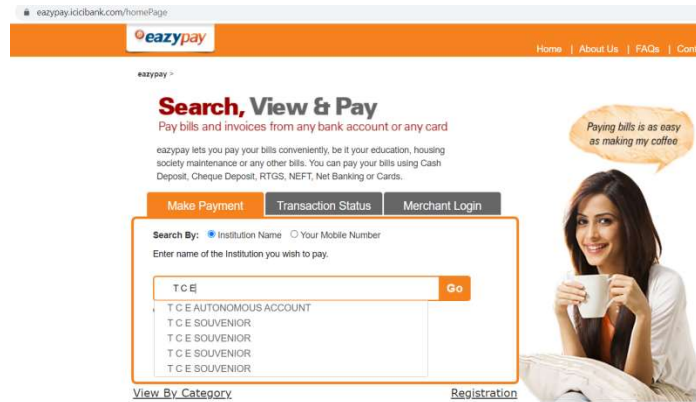 eazypay.icicibank.com/homePage
eazypay
Home | About Us | FAQs |
eazypay >
Search, View & Pay
Pay bills and invoices from any bank account or any card
eazypay lets you pay your bills conveniently, be it your education, housing
society maintenance or any other bills. You can pay your bills using Cash
Deposit, Cheque Deposit, RTGS, NEFT, Net Banking or Cards.
Paying bills is as easy
as making my coffee
Make Payment Transaction Status Merchant Login
Search By: Institution Name Your Mobile Number
Enter name of the Institution you wish to pay.
T C E Go
T C E AUTONOMOUS ACCOUNT
T C E SOUVENIOR
T C E SOUVENIOR
T C E SOUVENIOR
T C E SOUVENIOR
View By Category Registration